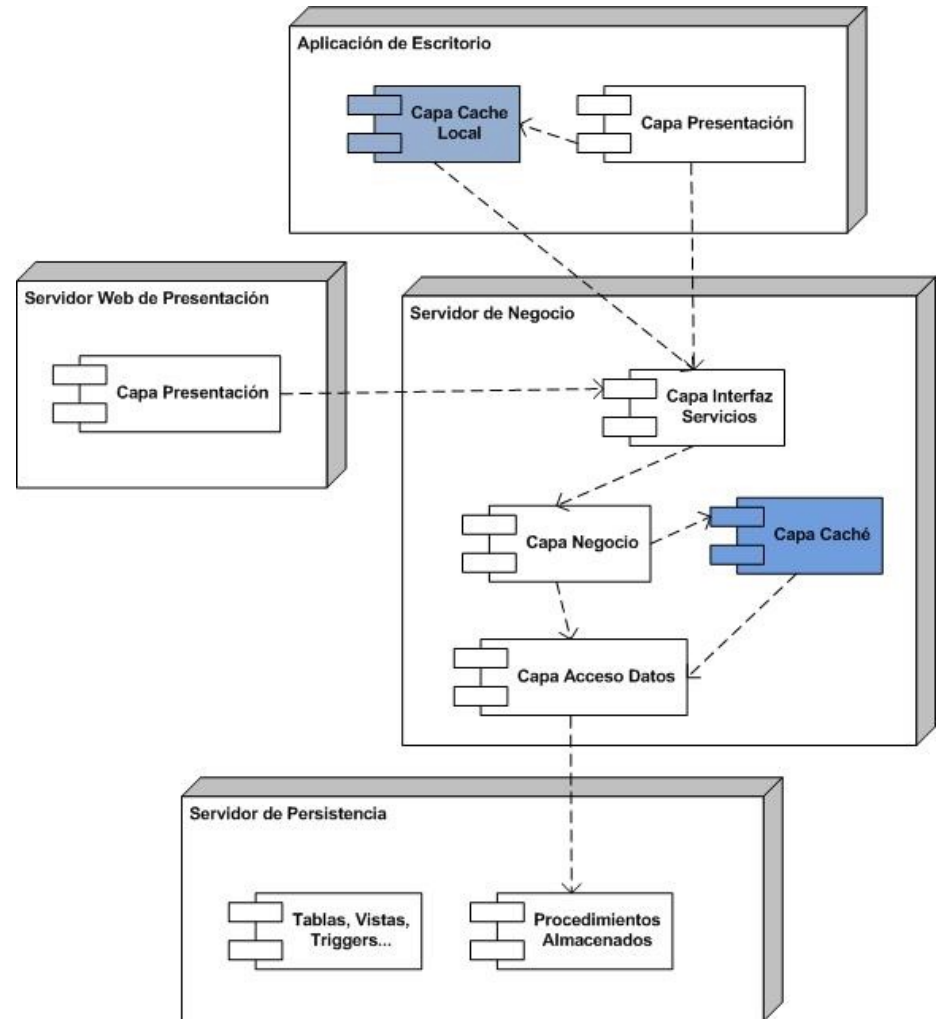 Aplicación de Escritorio
Capa Cache
Local
Capa Presentación
Servidor Web de Presentación
Capa Presentación
Servidor de Negocio
Capa Interfaz
Servicios
Capa Negocio
Capa Caché
Capa Acceso Datos
Servidor de Persistencia
Tablas, Vistas,
Triggers...
Procedimientos
Almacenados